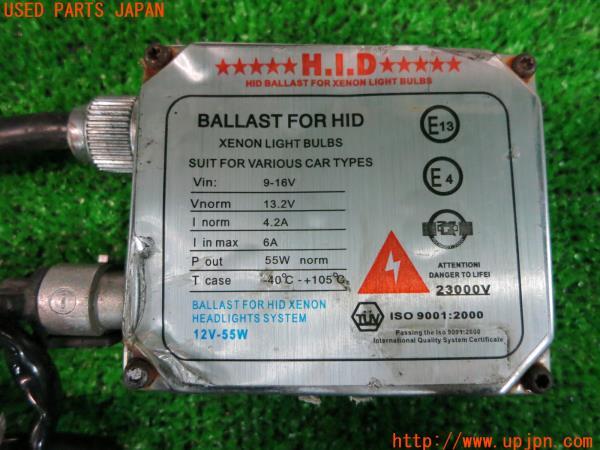 USED PARTS JAPAN
★★★★★H.I.D★★★★★
HID BALLAST FOR XENON LIGHT BULBS
BALLAST FOR HID
XENON LIGHT BULBS
SUIT FOR VARIOUS CAR TYPES
Vin: 9-16V
Vnorm 13.2V
I norm 4.2A
I in max 6A
P out 55W norm
T case -40℃-+105℃
E13
E4
ATTENTIONI
DANGER TO LIFEI
23000V
BALLAST FOR HID XENON
HEADLIGHTS SYSTEM
12V-55W
TÜV
ISO 9001:2000
Passing the Iso 9001:2000
International Quality System Certificate
http://www.upjpn.com/